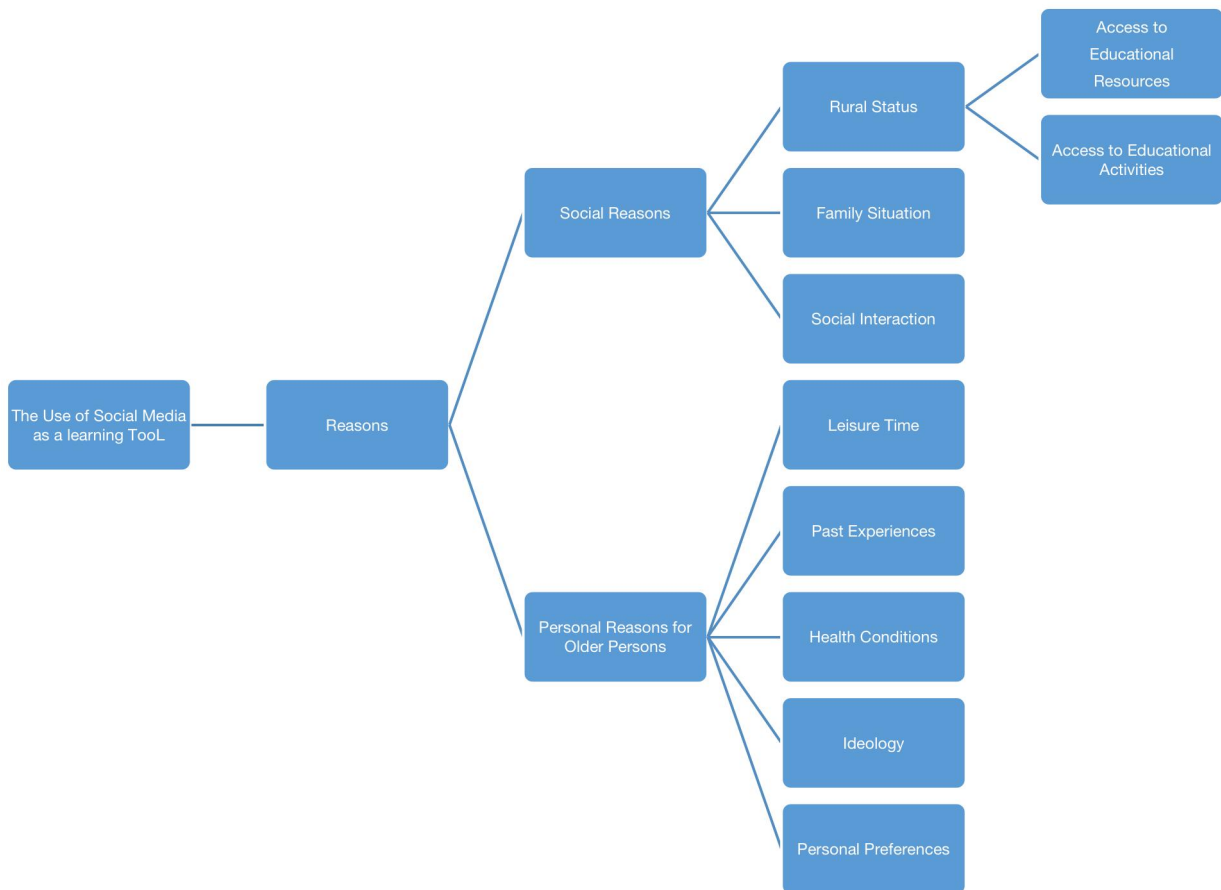 Access to
Educational
Resources
Rural Status
Access to Educational
Activities
Social Reasons
Family Situation
Social Interaction
The Use of Social Media
as a learning TooL
Reasons
Leisure Time
Past Experiences
Personal Reasons for
Older Persons
Health Conditions
Ideology
Personal Preferences